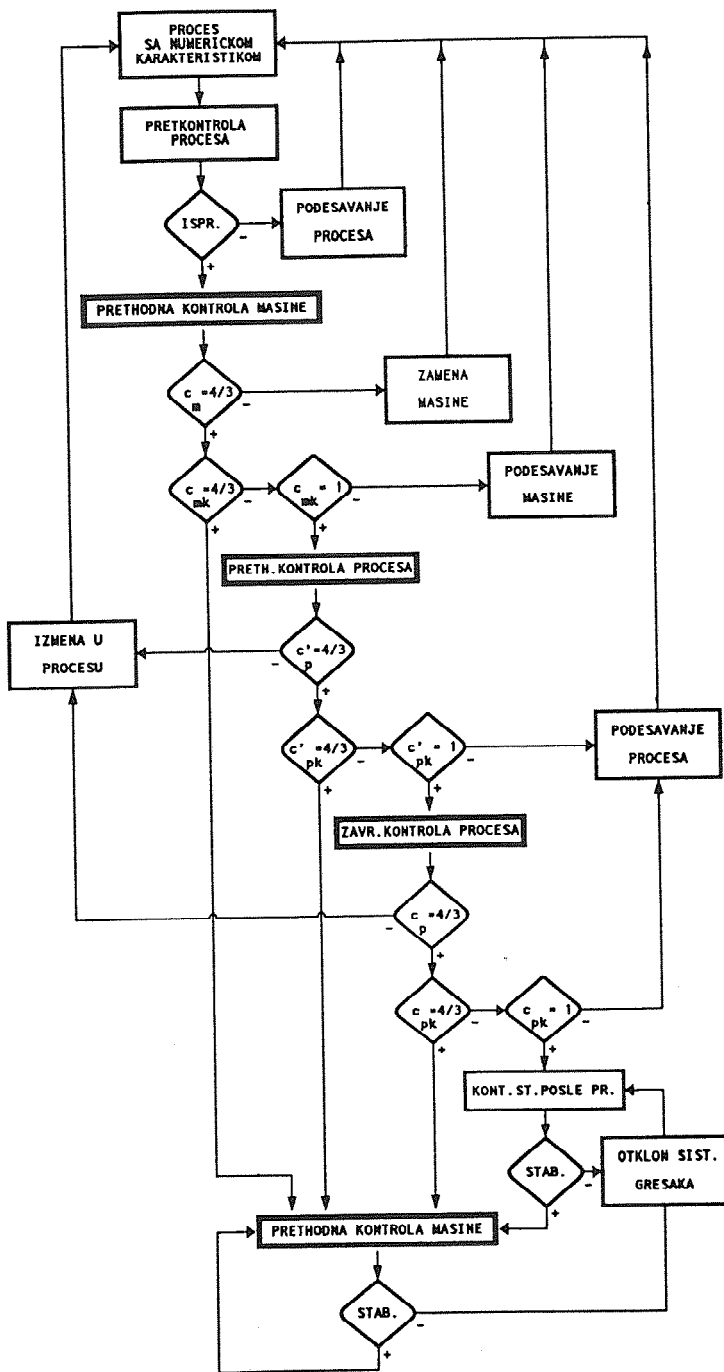 PROCES
SA NUMERICKOM
KARAKTERISTIKOM
PRETKONTROLA
PROCESA
ISPR.
-
+
PODESAVANJE
PROCESA
PRETHODNA KONTROLA MASINE
c =4/3
m
-
+
ZAMENA
MASINE
c =4/3
mk
-
+
c = 1
mk
-
+
PODESAVANJE
MASINE
PRETH.KONTROLA PROCESA
IZMENA U
PROCESU
c'=4/3
p
-
+
c' =4/3
pk
-
+
c' = 1
pk
-
+
PODESAVANJE
PROCESA
ZAVR.KONTROLA PROCESA
c =4/3
p
-
+
c =4/3
pk
-
+
c = 1
pk
-
+
KONT.ST.POSLE PR.
STAB.
-
+
OTKLON SIST.
GRESAKA
PRETHODNA KONTROLA MASINE
STAB.
-
+